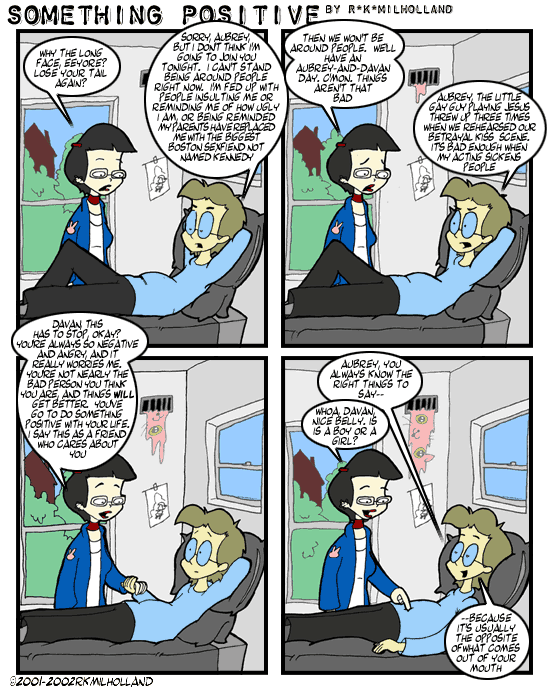 SOMETHING POSITIVE BY R*K*MILHOLLAND
WHY THE LONG
FACE, EEYORE?
LOSE YOUR TAIL
AGAIN?
SORRY, AUBREY,
BUT I DON'T THINK I'M
GOING TO JOIN YOU
TONIGHT. I CAN'T STAND
BEING AROUND PEOPLE
RIGHT NOW. I'M FED UP WITH
PEOPLE INSULTING ME OR
REMINDING ME OF HOW UGLY
I AM, OR BEING REMINDED
MY PARENTS HAVE REPLACED
ME WITH THE BIGGEST
BOSTON SEXFIEND NOT
NAMED KENNEDY
THEN WE WON'T BE
AROUND PEOPLE. WE'LL
HAVE AN
AUBREY-AND-DAVAN
DAY. C'MON. THINGS
AREN'T THAT
BAD
AUBREY, THE LITTLE
GAY GUY PLAYING JESUS
THREW UP THREE TIMES
WHEN WE REHEARSED OUR
BETRAYAL KISS SCENE.
IT'S BAD ENOUGH WHEN
MY ACTING SICKENS
PEOPLE
DAVAN, THIS
HAS TO STOP, OKAY?
YOU'RE ALWAYS SO NEGATIVE
AND ANGRY, AND IT
REALLY WORRIES ME.
YOU'RE NOT NEARLY THE
BAD PERSON YOU THINK
YOU ARE, AND THINGS WILL
GET BETTER. YOU'VE
GO TO DO SOMETHING
POSITIVE WITH YOUR LIFE.
I SAY THIS AS A FRIEND
WHO CARES ABOUT
YOU
AUBREY, YOU
ALWAYS KNOW THE
RIGHT THINGS TO
SAY--
WHOA, DAVAN,
NICE BELLY. IS
IS A BOY OR A
GIRL?
--BECAUSE
IT'S USUALLY
THE OPPOSITE
OF WHAT COMES
OUT OF YOUR
MOUTH
©2001-2002RKMILHOLLAND